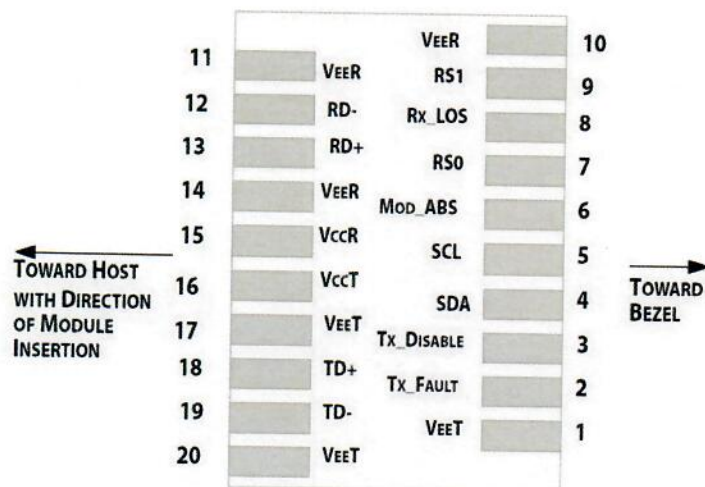 11 VEER
12 RD-
13 RD+
14 VEER
15 VCCR
16 VCCT
17 VEET
18 TD+
19 TD-
20 VEET
VEER 10
RS1 9
RX_LOS 8
RS0 7
MOD_ABS 6
SCL 5
SDA 4
TX_DISABLE 3
TX_FAULT 2
VEET 1
TOWARD HOST
WITH DIRECTION
OF MODULE
INSERTION
TOWARD
BEZEL